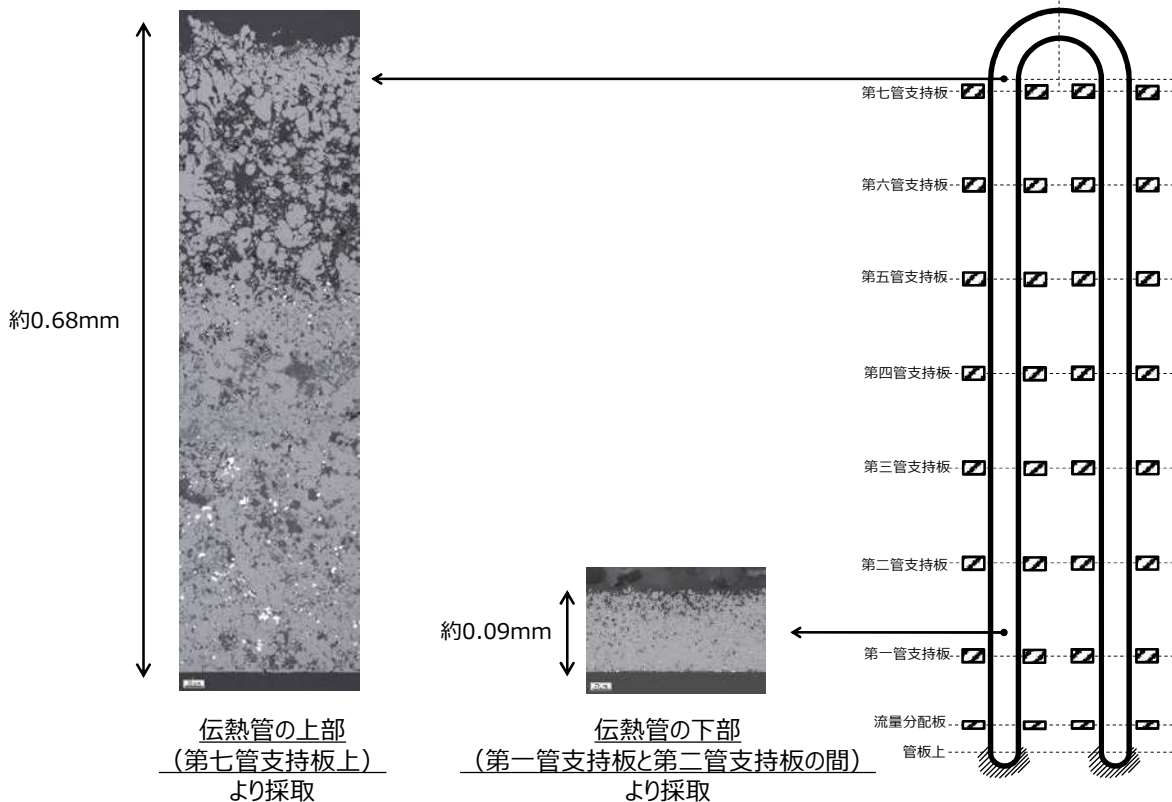 約0.68mm
伝熱管の上部
（第七管支持板上）
より採取
約0.09mm
伝熱管の下部
（第一管支持板と第二管支持板の間）
より採取
第七管支持板
第六管支持板
第五管支持板
第四管支持板
第三管支持板
第二管支持板
第一管支持板
流量分配板
管板上